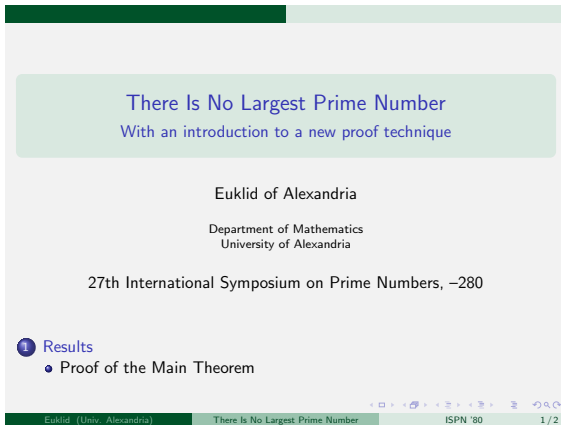 There Is No Largest Prime Number
With an introduction to a new proof technique
Euklid of Alexandria
Department of Mathematics
University of Alexandria
27th International Symposium on Prime Numbers, –280
1 Results
Proof of the Main Theorem
Euklid (Univ. Alexandria) There Is No Largest Prime Number ISPN '80 1 / 2